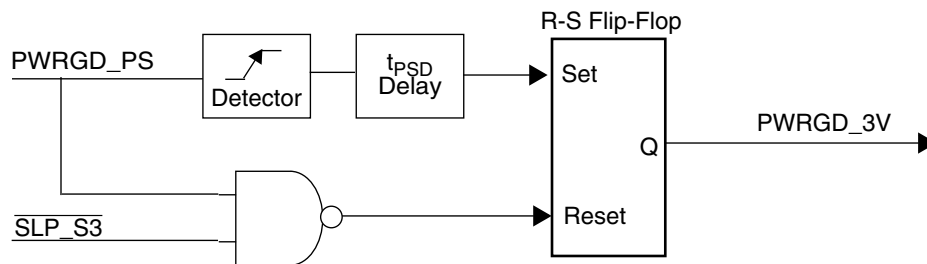 R-S Flip-Flop
PWRGD_PS
Detector
tPSD
Delay
Set
PWRGD_3V
Q
SLP_S3
Reset